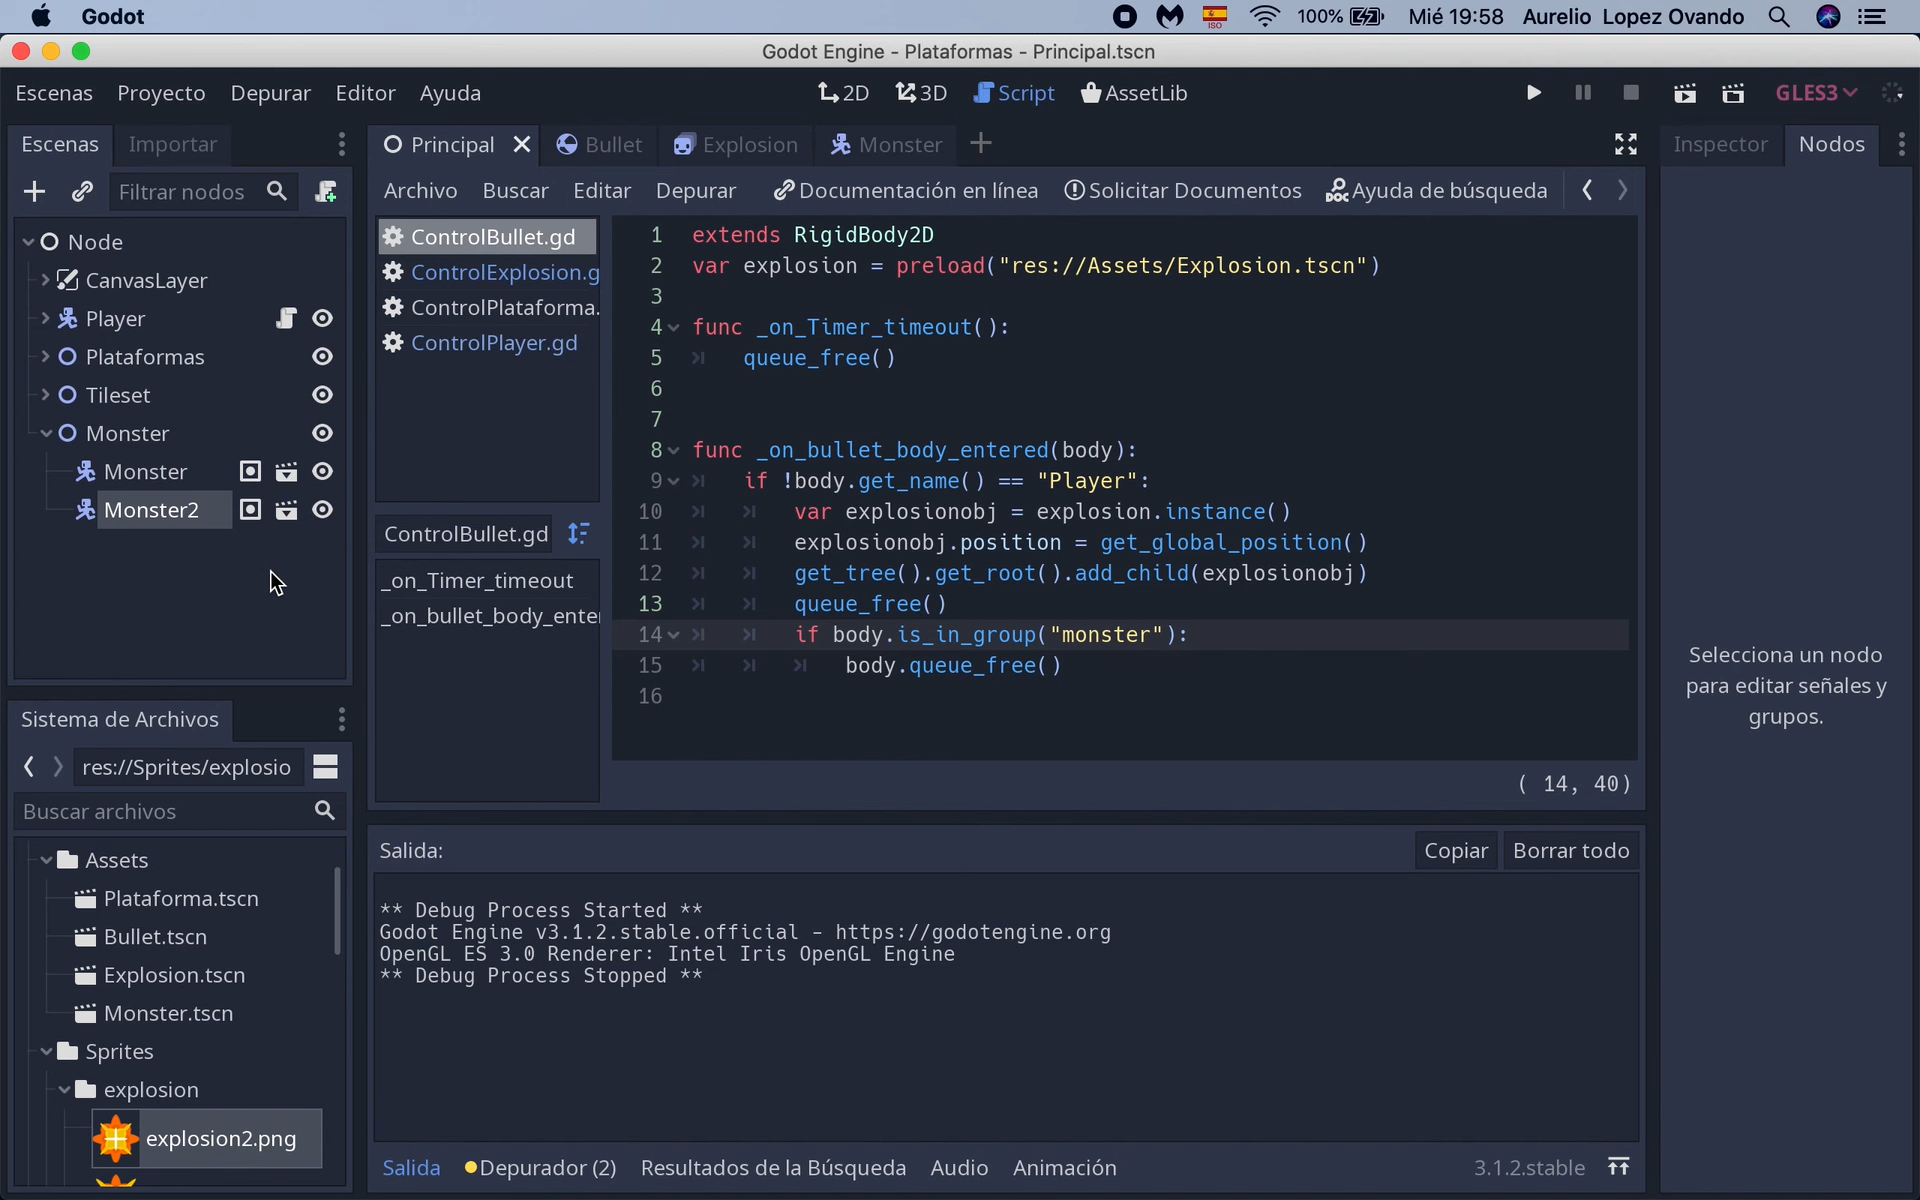 Godot
ISO
100%
Mié 19:58
Aurelio Lopez Ovando
Godot Engine - Plataformas - Principal.tscn
Escenas Proyecto Depurar Editor Ayuda
2D 3D Script AssetLib
GLES3
Escenas Importar
Principal Bullet Explosion Monster
Inspector Nodos
Filtrar nodos
Archivo Buscar Editar Depurar Documentación en línea Solicitar Documentos Ayuda de búsqueda
Node
CanvasLayer
Player
Plataformas
Tileset
Monster
Monster
Monster2
ControlBullet.gd
ControlExplosion.g
ControlPlataforma.
ControlPlayer.gd
ControlBullet.gd
_on_Timer_timeout
_on_bullet_body_enter
1 extends RigidBody2D
2 var explosion = preload("res://Assets/Explosion.tscn")
3
4 func _on_Timer_timeout():
5 queue_free()
6
7
8 func _on_bullet_body_entered(body):
9 if !body.get_name() == "Player":
10 var explosionobj = explosion.instance()
11 explosionobj.position = get_global_position()
12 get_tree().get_root().add_child(explosionobj)
13 queue_free()
14 if body.is_in_group("monster"):
15 body.queue_free()
16
( 14, 40)
Selecciona un nodo
para editar señales y
grupos.
Sistema de Archivos
res://Sprites/explosio
Buscar archivos
Assets
Plataforma.tscn
Bullet.tscn
Explosion.tscn
Monster.tscn
Sprites
explosion
explosion2.png
Salida:
Copiar Borrar todo
** Debug Process Started **
Godot Engine v3.1.2.stable.official - https://godotengine.org
OpenGL ES 3.0 Renderer: Intel Iris OpenGL Engine
** Debug Process Stopped **
Salida Depurador (2) Resultados de la Búsqueda Audio Animación
3.1.2.stable